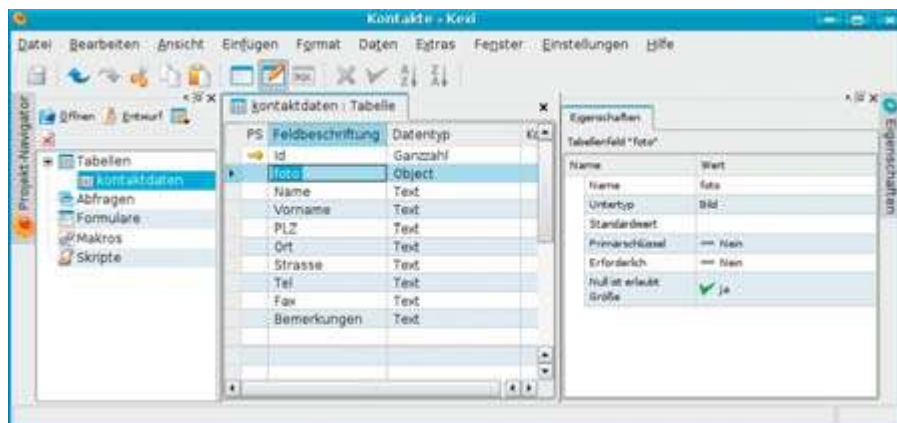 Kontakte - Kexi
Datei Bearbeiten Ansicht Einfügen Format Daten Extras Fenster Einstellungen Hilfe
Projekt-Navigator
Öffnen Entwurf
Tabellen
kontaktdaten
Abfragen
Formulare
Makros
Skripte
kontaktdaten : Tabelle
PS Feldbeschriftung Datentyp
Id Ganzzahl
foto Object
Name Text
Vorname Text
PLZ Text
Ort Text
Strasse Text
Tel Text
Fax Text
Bemerkungen Text
Eigenschaften
Tabellenfeld "foto"
Name Wert
Name foto
Untertyp Bild
Standardwert
Primärschlüssel Nein
Erforderlich Nein
Null ist erlaubt Ja
Größe
Eigenschaften